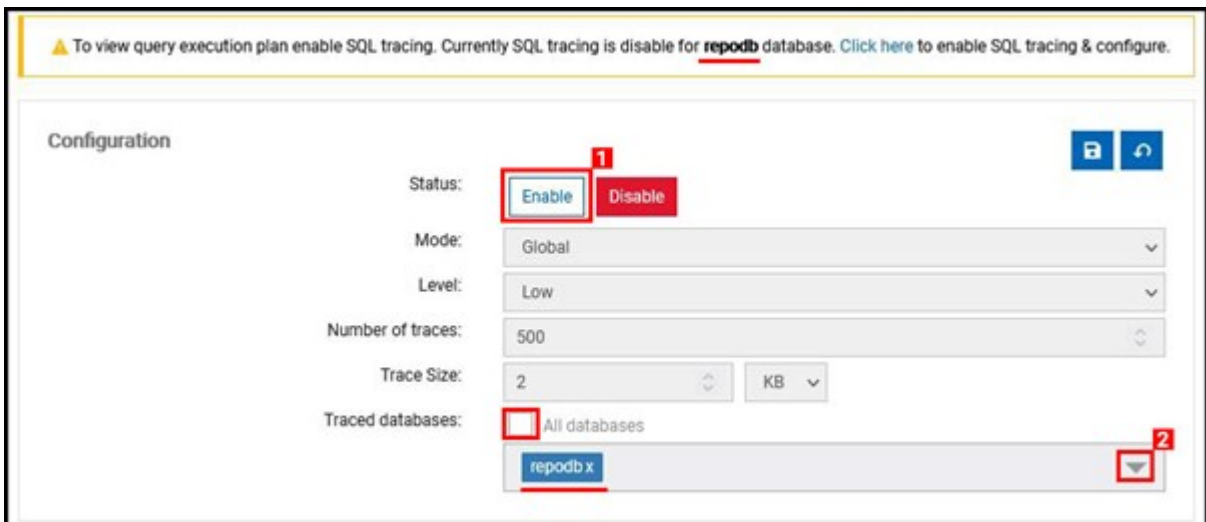 To view query execution plan enable SQL tracing. Currently SQL tracing is disable for repodb database. Click here to enable SQL tracing & configure.
Configuration
1
Status: Enable Disable
Mode: Global
Level: Low
Number of traces: 500
Trace Size: 2 KB
Traced databases: All databases
2
repodb x